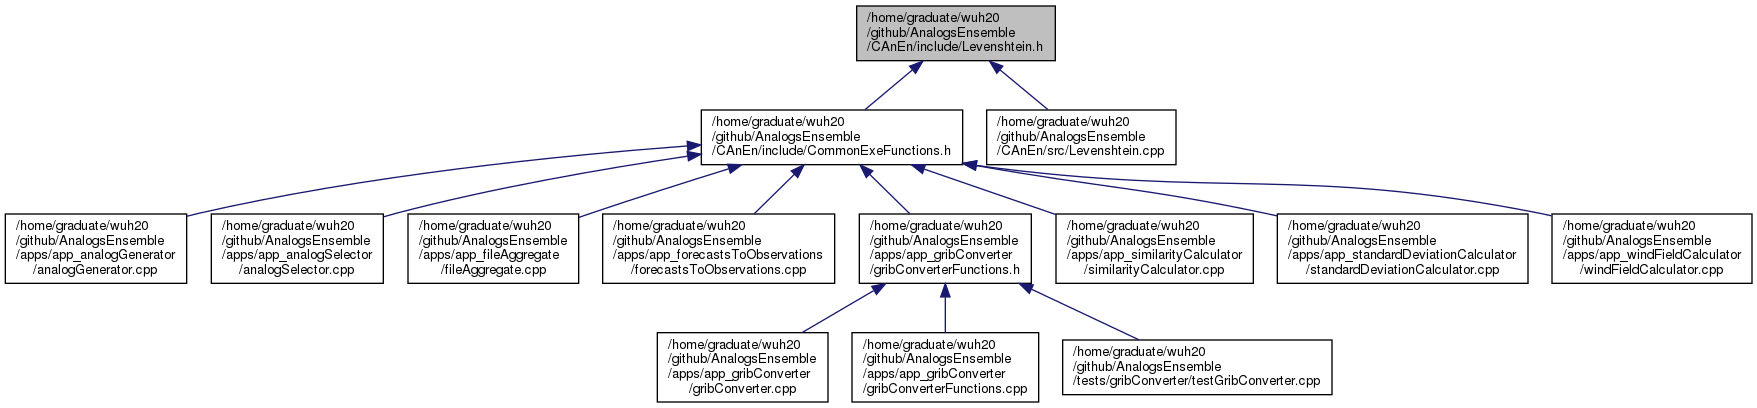 /home/graduate/wuh20
/github/AnalogsEnsemble
/CAnEn/include/Levenshtein.h
/home/graduate/wuh20
/github/AnalogsEnsemble
/CAnEn/include/CommonExeFunctions.h
/home/graduate/wuh20
/github/AnalogsEnsemble
/CAnEn/src/Levenshtein.cpp
/home/graduate/wuh20
/github/AnalogsEnsemble
/apps/app_analogGenerator
/analogGenerator.cpp
/home/graduate/wuh20
/github/AnalogsEnsemble
/apps/app_analogSelector
/analogSelector.cpp
/home/graduate/wuh20
/github/AnalogsEnsemble
/apps/app_fileAggregate
/fileAggregate.cpp
/home/graduate/wuh20
/github/AnalogsEnsemble
/apps/app_forecastsToObservations
/forecastsToObservations.cpp
/home/graduate/wuh20
/github/AnalogsEnsemble
/apps/app_gribConverter
/gribConverterFunctions.h
/home/graduate/wuh20
/github/AnalogsEnsemble
/apps/app_similarityCalculator
/similarityCalculator.cpp
/home/graduate/wuh20
/github/AnalogsEnsemble
/apps/app_standardDeviationCalculator
/standardDeviationCalculator.cpp
/home/graduate/wuh20
/github/AnalogsEnsemble
/apps/app_windFieldCalculator
/windFieldCalculator.cpp
/home/graduate/wuh20
/github/AnalogsEnsemble
/apps/app_gribConverter
/gribConverter.cpp
/home/graduate/wuh20
/github/AnalogsEnsemble
/apps/app_gribConverter
/gribConverterFunctions.cpp
/home/graduate/wuh20
/github/AnalogsEnsemble
/tests/gribConverter/testGribConverter.cpp